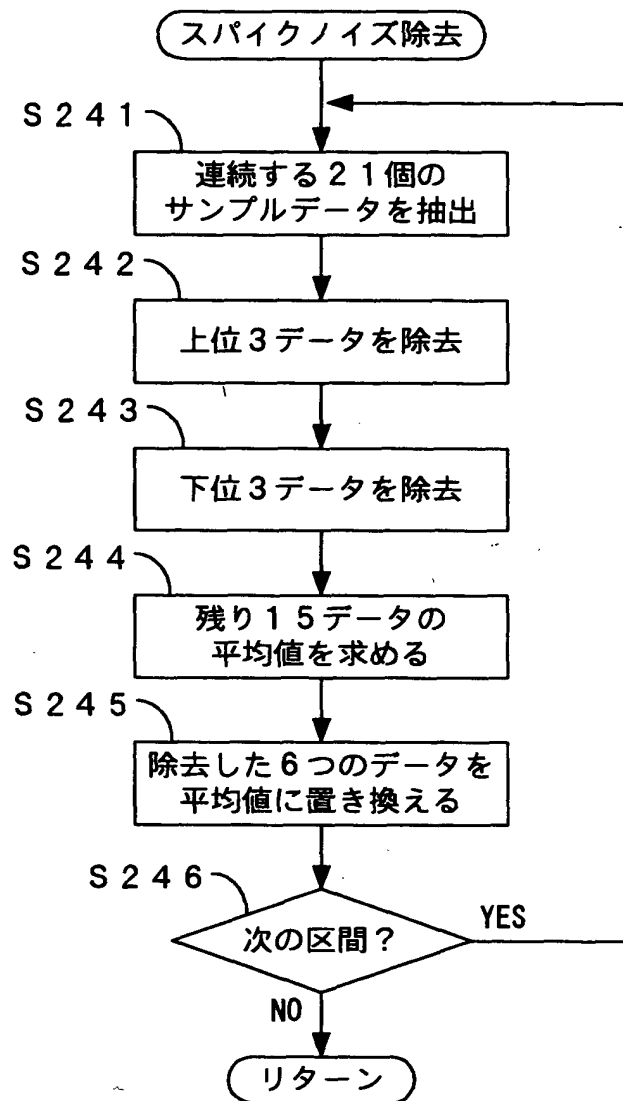 スパイクノイズ除去
S241
連続する21個の
サンプルデータを抽出
S242
上位3データを除去
S243
下位3データを除去
S244
残り15データの
平均値を求める
S245
除去した6つのデータを
平均値に置き換える
S246
次の区間?
YES
NO
リターン